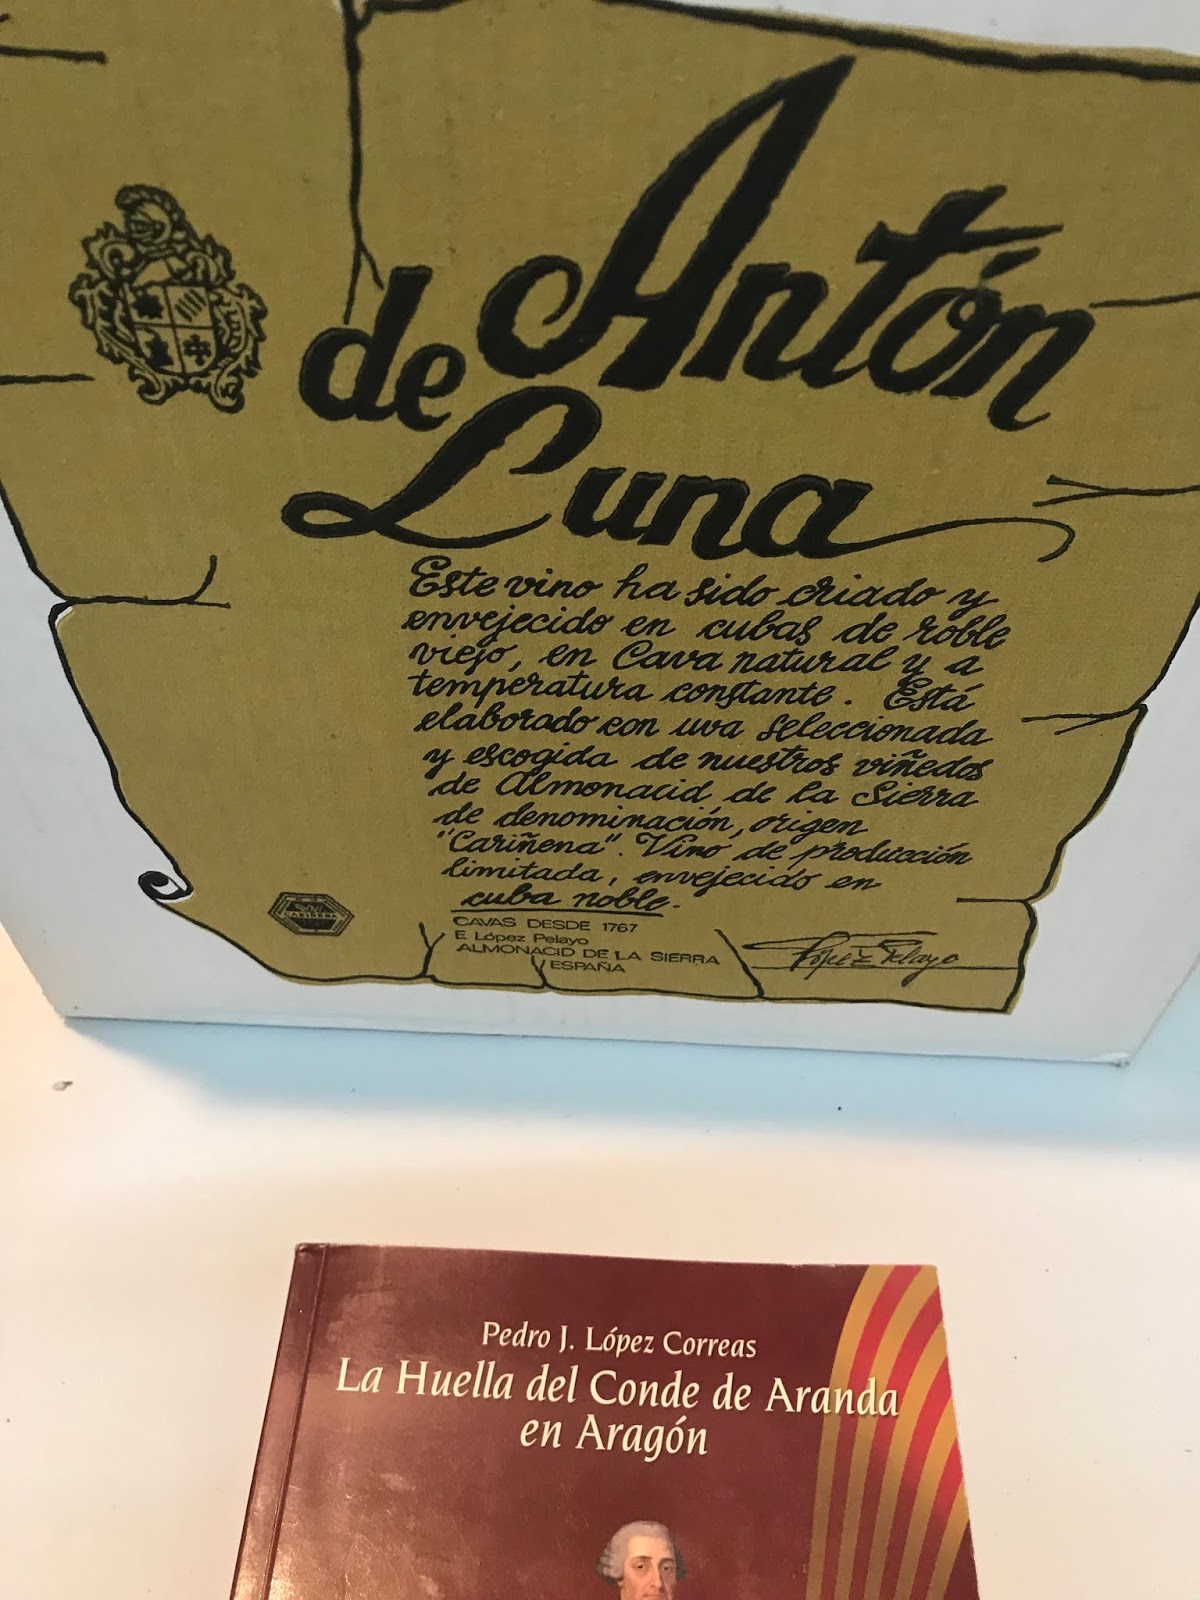 Antón
de
Luna
Este vino ha sido criado y
envejecido en cubas de roble
viejo, en Cava natural y a
temperatura constante. Está
elaborado con uva seleccionada
y escogida de nuestros viñedos
de Almonacid de la Sierra
de denominación, origen
"Cariñena". Vino de producción
limitada, envejecido en
cuba noble.
CAVAS DESDE 1767
E. López Pelayo
ALMONACID DE LA SIERRA
ESPAÑA
López Pelayo
CARIÑENA
Pedro J. López Correas
La Huella del Conde de Aranda
en Aragón